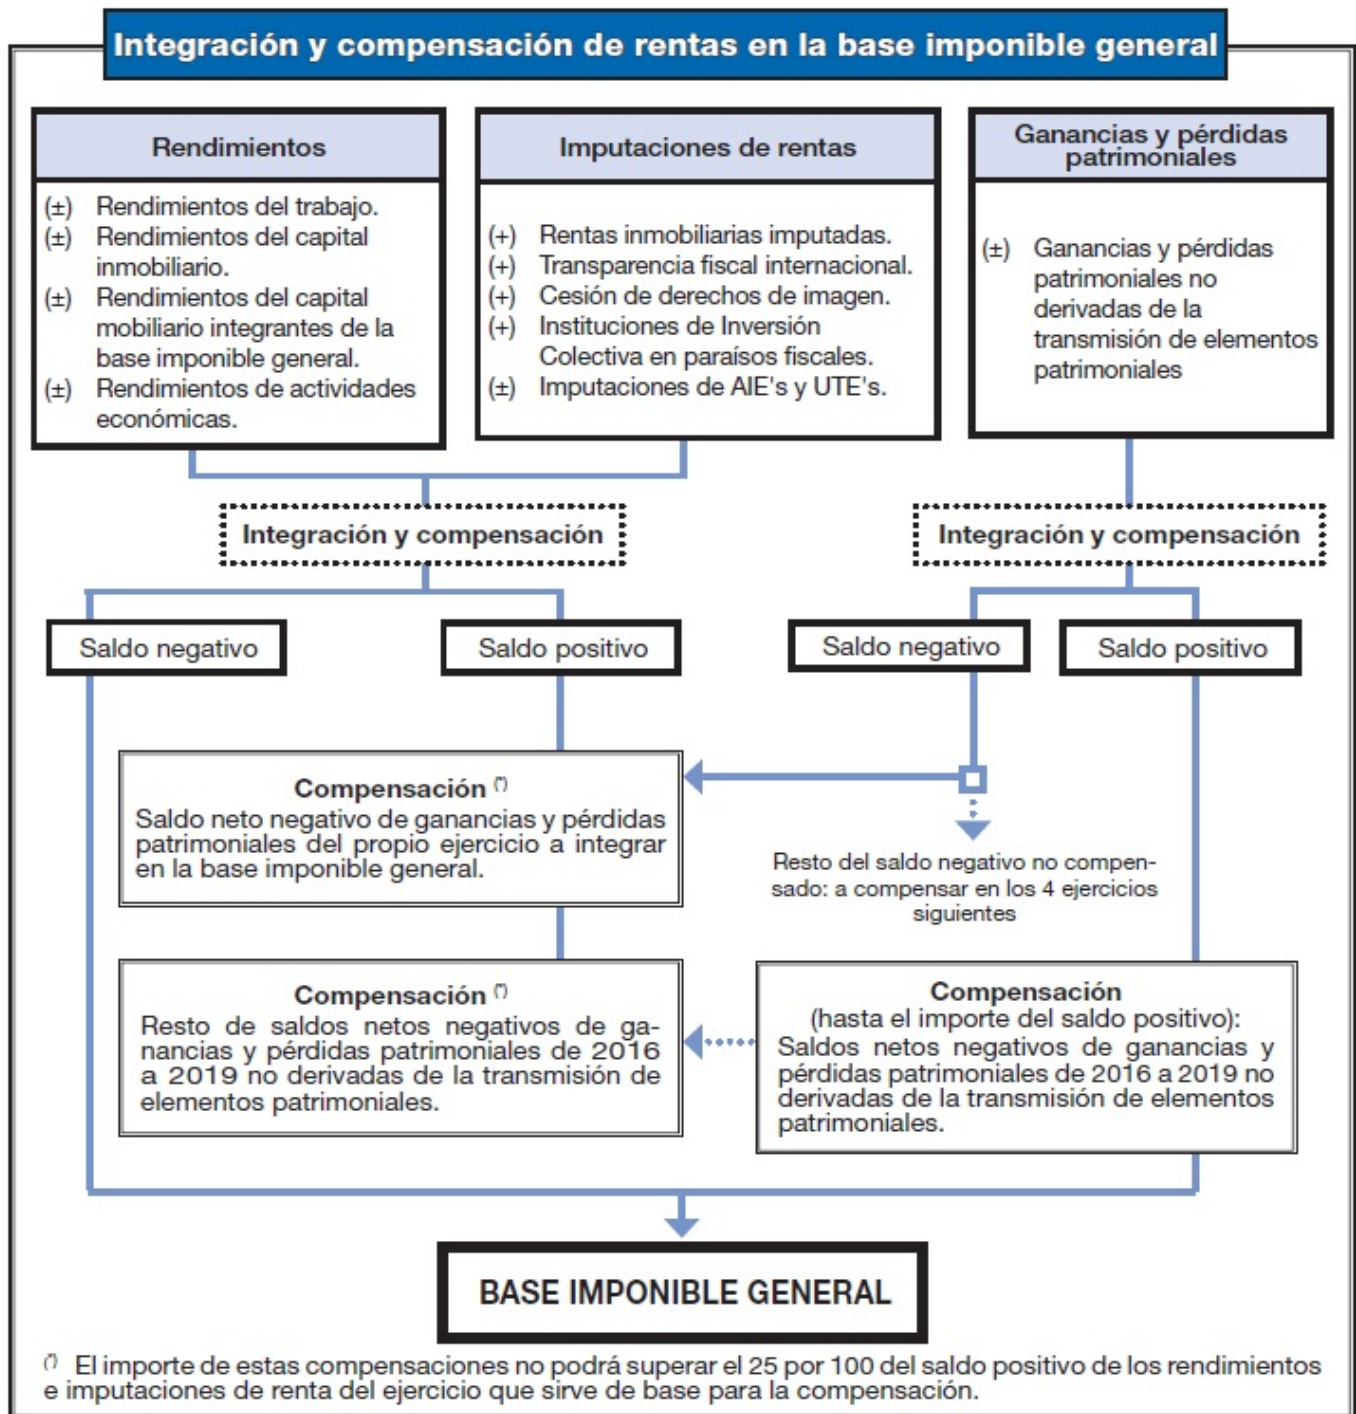 Integración y compensación de rentas en la base imponible general
Rendimientos
(±) Rendimientos del trabajo.
(±) Rendimientos del capital
inmobiliario.
(±) Rendimientos del capital
mobiliario integrantes de la
base imponible general.
(±) Rendimientos de actividades
económicas.
Imputaciones de rentas
(+) Rentas inmobiliarias imputadas.
(+) Transparencia fiscal internacional.
(+) Cesión de derechos de imagen.
(+) Instituciones de Inversión
Colectiva en paraísos fiscales.
(±) Imputaciones de AIE's y UTE's.
Ganancias y pérdidas
patrimoniales
(±) Ganancias y pérdidas
patrimoniales no
derivadas de la
transmisión de elementos
patrimoniales
Integración y compensación
Integración y compensación
Saldo negativo
Saldo positivo
Saldo negativo
Saldo positivo
Compensación (*)
Saldo neto negativo de ganancias y pérdidas
patrimoniales del propio ejercicio a integrar
en la base imponible general.
Resto del saldo negativo no compen-
sado: a compensar en los 4 ejercicios
siguientes
Compensación (*)
Resto de saldos netos negativos de ga-
nancias y pérdidas patrimoniales de 2016
a 2019 no derivadas de la transmisión de
elementos patrimoniales.
Compensación
(hasta el importe del saldo positivo):
Saldos netos negativos de ganancias y
pérdidas patrimoniales de 2016 a 2019 no
derivadas de la transmisión de elementos
patrimoniales.
BASE IMPONIBLE GENERAL
(*) El importe de estas compensaciones no podrá superar el 25 por 100 del saldo positivo de los rendimientos
e imputaciones de renta del ejercicio que sirve de base para la compensación.